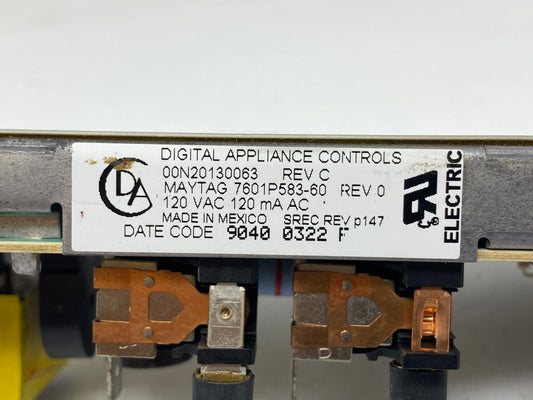 DIGITAL APPLIANCE CONTROLS
00N20130063 REV C
MAYTAG 7601P583-60 REV 0
120 VAC 120 mA AC
MADE IN MEXICO SREC REV p147
DATE CODE 9040 0322 F
DA
ELECTRIC